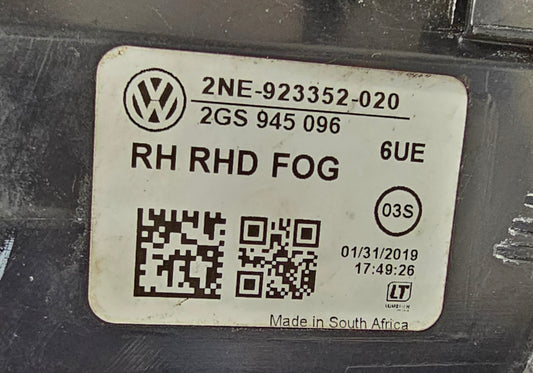 2NE-923352-020
2GS 945 096
6UE
RH RHD FOG
03S
01/31/2019
17:49:26
LT
Made in South Africa